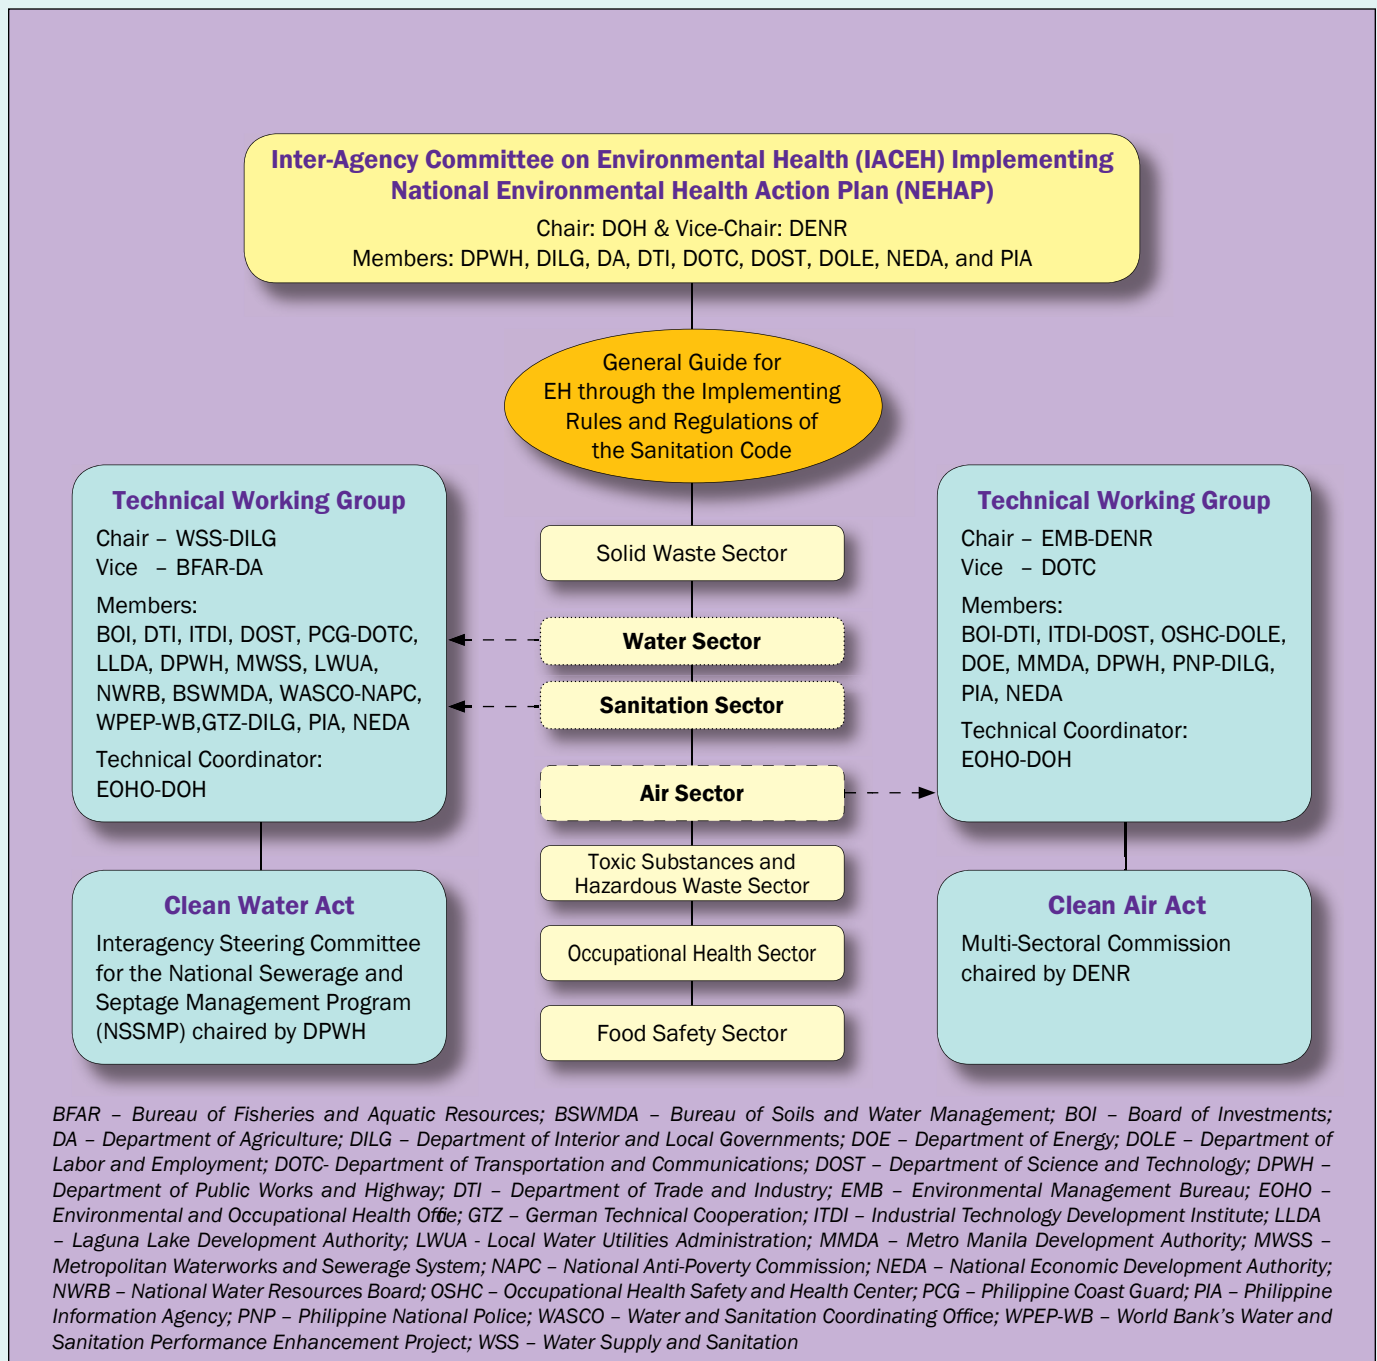 Inter-Agency Committee on Environmental Health (IACEH) Implementing
National Environmental Health Action Plan (NEHAP)
Chair: DOH & Vice-Chair: DENR
Members: DPWH, DILG, DA, DTI, DOTC, DOST, DOLE, NEDA, and PIA
General Guide for
EH through the Implementing
Rules and Regulations of
the Sanitation Code
Technical Working Group
Chair – WSS-DILG
Vice – BFAR-DA
Members:
BOI, DTI, ITDI, DOST, PCG-DOTC,
LLDA, DPWH, MWSS, LWUA,
NWRB, BSWMDA, WASCO-NAPC,
WPEP-WB,GTZ-DILG, PIA, NEDA
Technical Coordinator:
EOHO-DOH
Clean Water Act
Interagency Steering Committee
for the National Sewerage and
Septage Management Program
(NSSMP) chaired by DPWH
Solid Waste Sector
Water Sector
Sanitation Sector
Air Sector
Toxic Substances and
Hazardous Waste Sector
Occupational Health Sector
Food Safety Sector
Technical Working Group
Chair – EMB-DENR
Vice – DOTC
Members:
BOI-DTI, ITDI-DOST, OSHC-DOLE,
DOE, MMDA, DPWH, PNP-DILG,
PIA, NEDA
Technical Coordinator:
EOHO-DOH
Clean Air Act
Multi-Sectoral Commission
chaired by DENR
BFAR – Bureau of Fisheries and Aquatic Resources; BSWMDA – Bureau of Soils and Water Management; BOI – Board of Investments;
DA – Department of Agriculture; DILG – Department of Interior and Local Governments; DOE – Department of Energy; DOLE – Department of
Labor and Employment; DOTC- Department of Transportation and Communications; DOST – Department of Science and Technology; DPWH –
Department of Public Works and Highway; DTI – Department of Trade and Industry; EMB – Environmental Management Bureau; EOHO –
Environmental and Occupational Health Office; GTZ – German Technical Cooperation; ITDI – Industrial Technology Development Institute; LLDA
– Laguna Lake Development Authority; LWUA - Local Water Utilities Administration; MMDA – Metro Manila Development Authority; MWSS –
Metropolitan Waterworks and Sewerage System; NAPC – National Anti-Poverty Commission; NEDA – National Economic Development Authority;
NWRB – National Water Resources Board; OSHC – Occupational Health Safety and Health Center; PCG – Philippine Coast Guard; PIA – Philippine
Information Agency; PNP – Philippine National Police; WASCO – Water and Sanitation Coordinating Office; WPEP-WB – World Bank's Water and
Sanitation Performance Enhancement Project; WSS – Water Supply and Sanitation